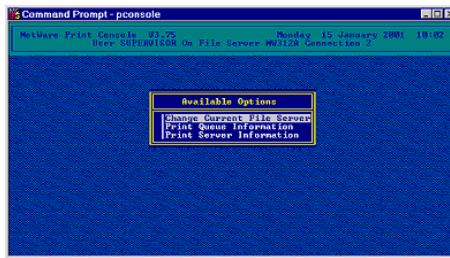 Command Prompt - pconsole
NetWare Print Console V3.75 Monday 15 January 2001 10:02
User SUPERVISOR On File Server NW312R Connection 2
Available Options
Change Current File Server
Print Queue Information
Print Server Information